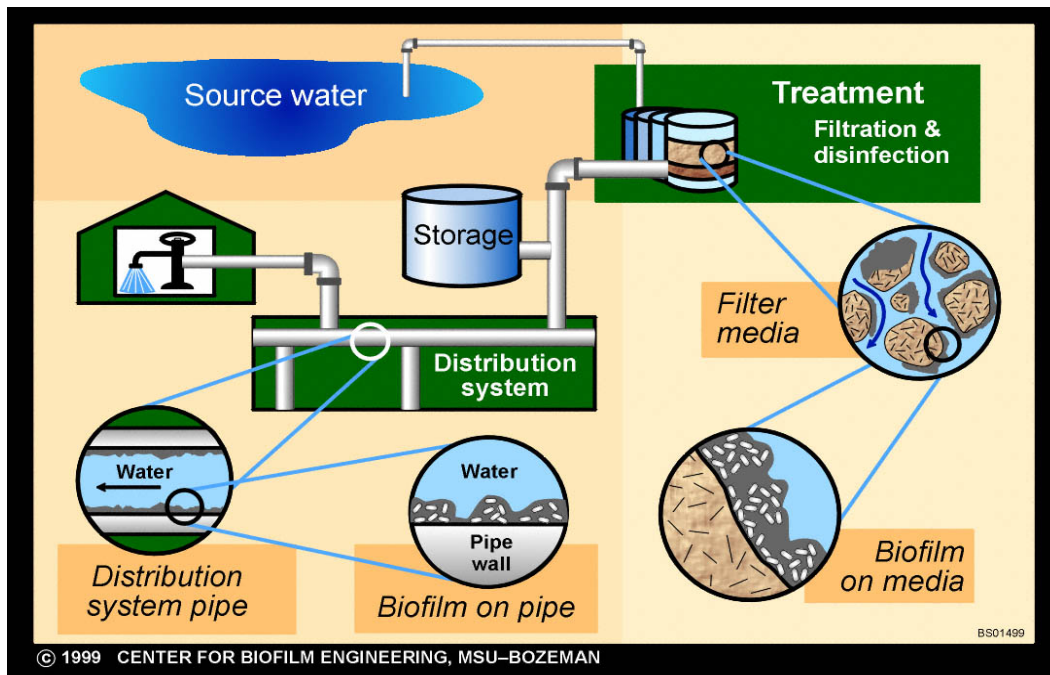 Source water
Treatment
Filtration &
disinfection
Storage
Filter
media
Distribution
system
Water
Water
Pipe
wall
Distribution
system pipe
Biofilm on pipe
Biofilm
on media
BS01499
© 1999 CENTER FOR BIOFILM ENGINEERING, MSU–BOZEMAN